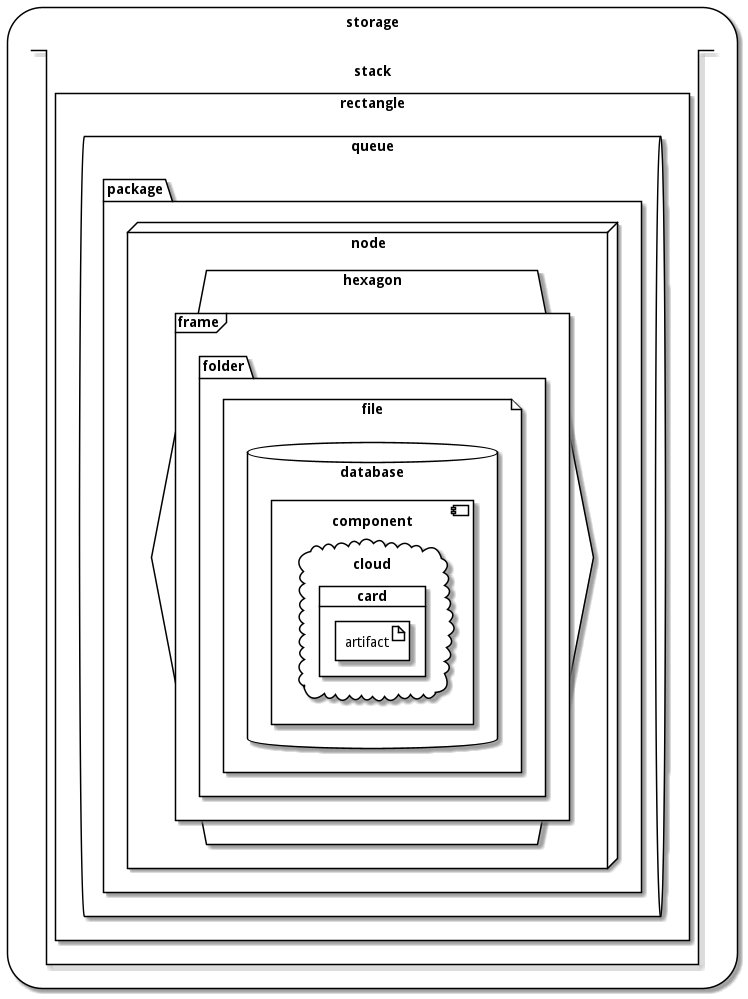 storage
stack
rectangle
queue
package
node
hexagon
frame
folder
file
database
component
cloud
card
artifact